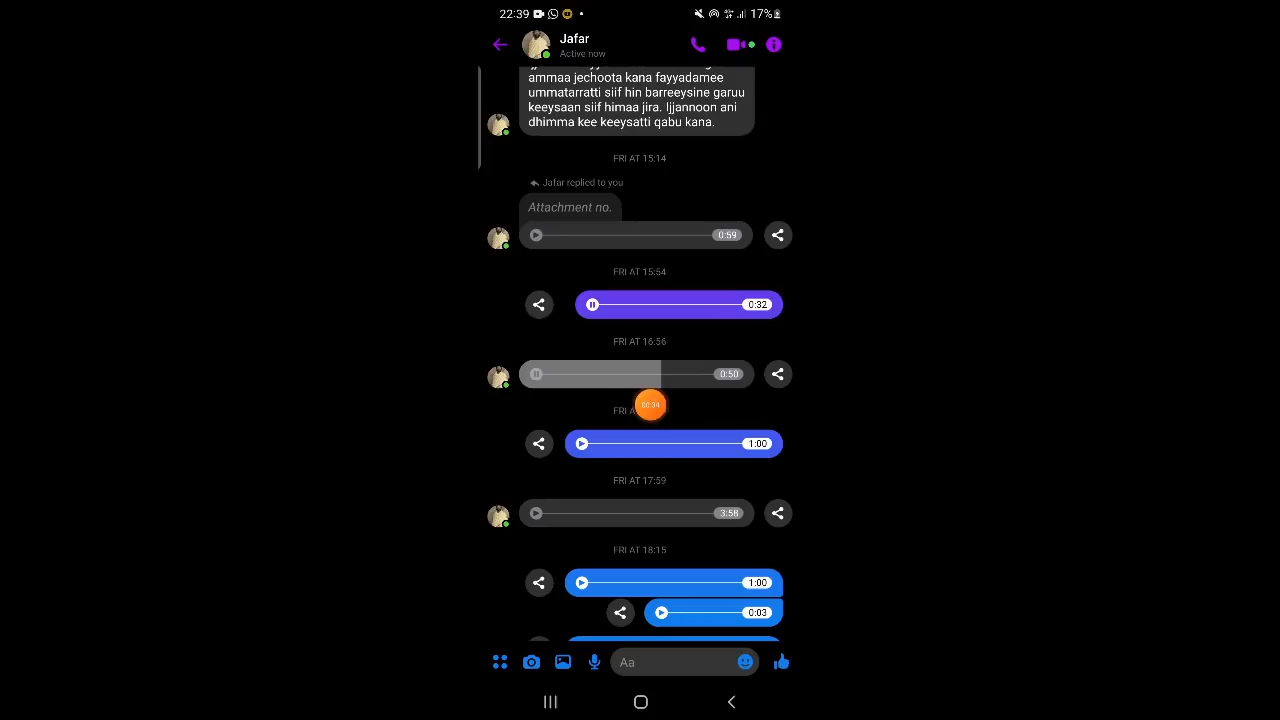 22:39
17%
Jafar
Active now
ammaa jechoota kana fayyadamee
ummatarratti siif hin barreeysine garuu
keeysaan siif himaa jira. Ijjannoon ani
dhimma kee keeysatti qabu kana.
FRI AT 15:14
Jafar replied to you
Attachment no.
0:59
FRI AT 15:54
0:32
FRI AT 16:56
0:50
FRI A
00:34
1:00
FRI AT 17:59
3:58
FRI AT 18:15
1:00
0:03
Aa